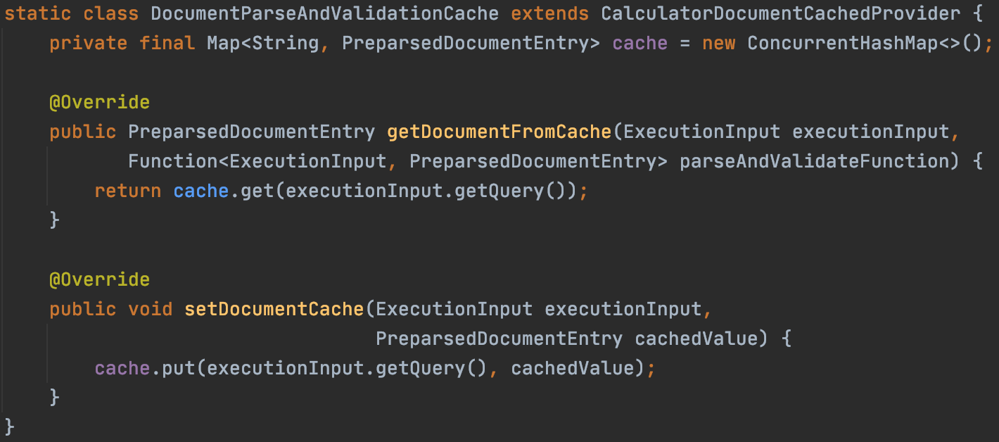 static class DocumentParseAndValidationCache extends CalculatorDocumentCachedProvider {
    private final Map<String, PreparsedDocumentEntry> cache = new ConcurrentHashMap<>();

    @Override
    public PreparsedDocumentEntry getDocumentFromCache(ExecutionInput executionInput,
           Function<ExecutionInput, PreparsedDocumentEntry> parseAndValidateFunction) {
        return cache.get(executionInput.getQuery());
    }

    @Override
    public void setDocumentCache(ExecutionInput executionInput,
                                 PreparsedDocumentEntry cachedValue) {
        cache.put(executionInput.getQuery(), cachedValue);
    }
}